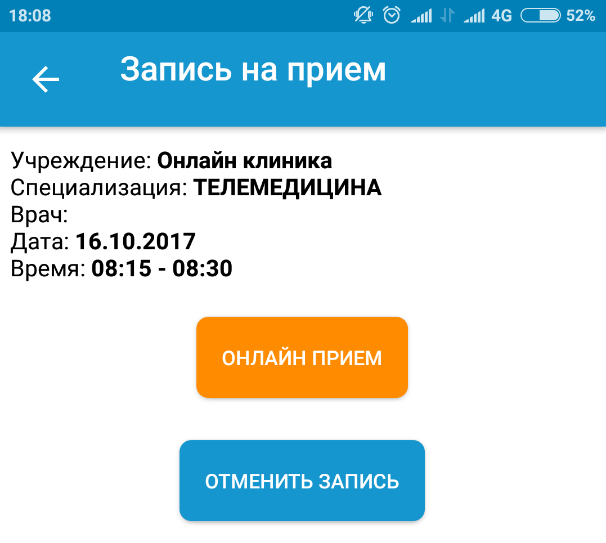 18:08 4G 52%
Запись на прием
Учреждение: Онлайн клиника
Специализация: ТЕЛЕМЕДИЦИНА
Врач:
Дата: 16.10.2017
Время: 08:15 - 08:30
ОНЛАЙН ПРИЕМ
ОТМЕНИТЬ ЗАПИСЬ